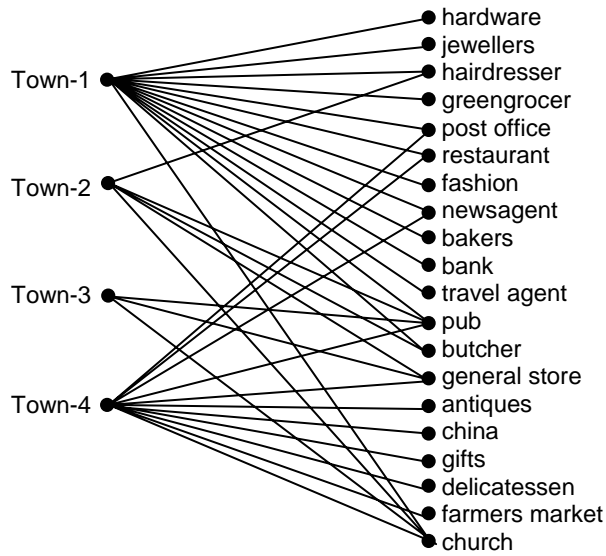 Town-1
Town-2
Town-3
Town-4
hardware
jewellers
hairdresser
greengrocer
post office
restaurant
fashion
newsagent
bakers
bank
travel agent
pub
butcher
general store
antiques
china
gifts
delicatessen
farmers market
church